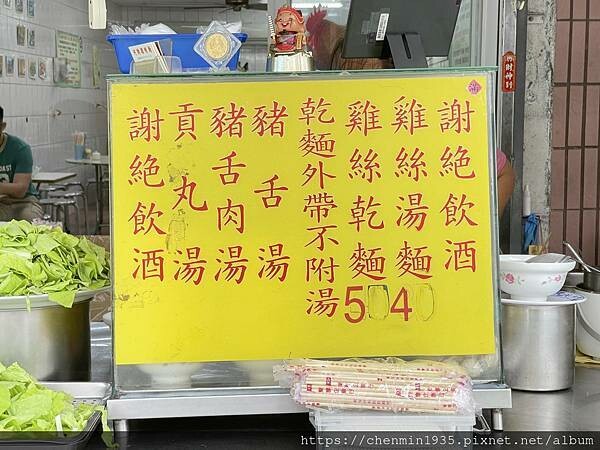 謝絕飲酒
雞絲湯麵 4
雞絲乾麵 5
乾麵外帶不附湯
豬舌湯
豬舌肉湯
貢丸湯
謝絕飲酒
https://chenmin1935.pixnet.net/album